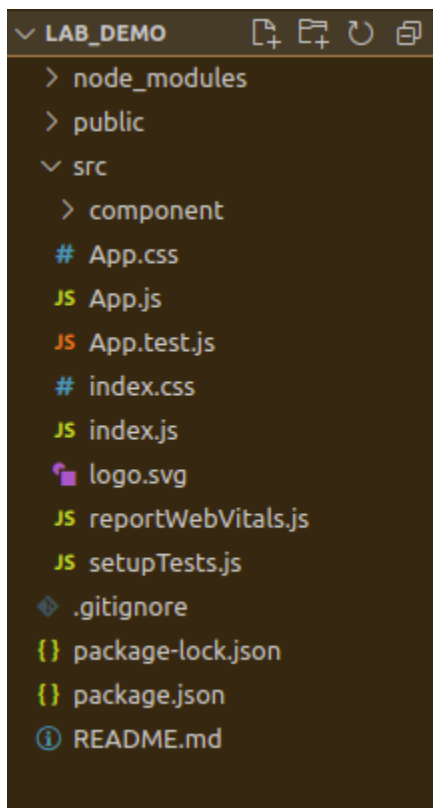 LAB_DEMO
node_modules
public
src
component
# App.css
JS App.js
JS App.test.js
# index.css
JS index.js
logo.svg
JS reportWebVitals.js
JS setupTests.js
.gitignore
{} package-lock.json
{} package.json
README.md